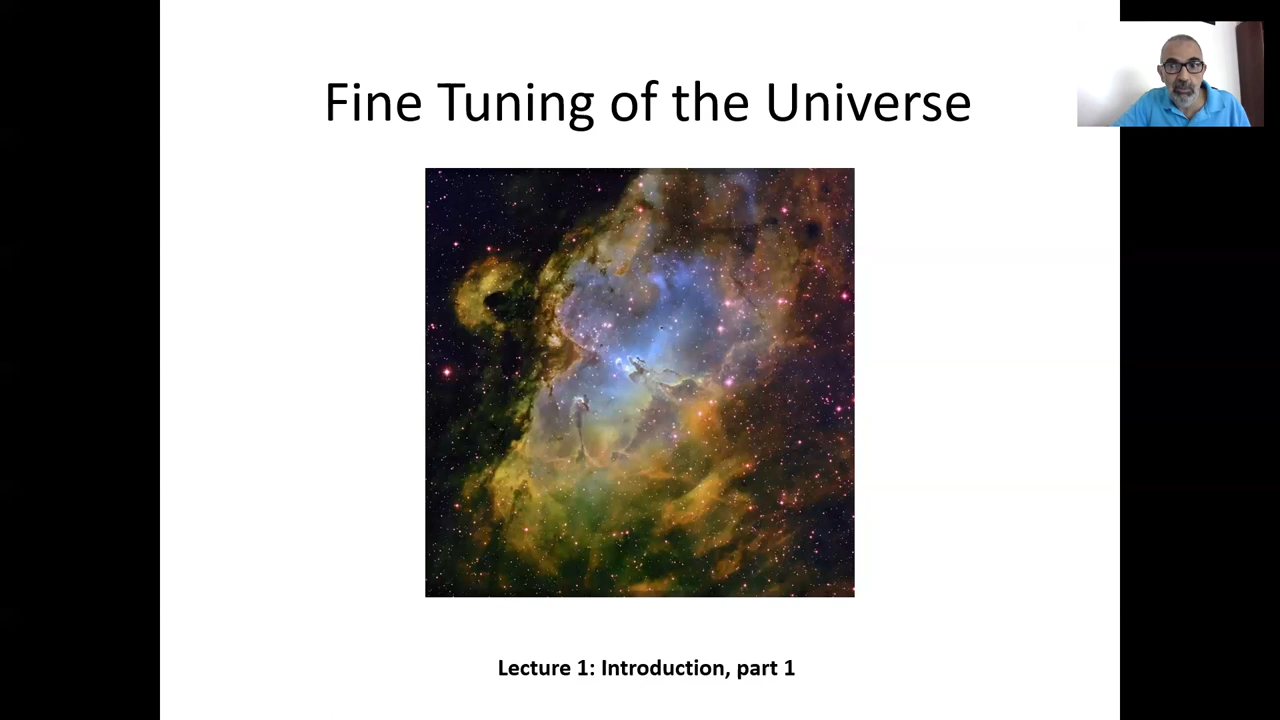 Fine Tuning of the Universe
Lecture 1: Introduction, part 1